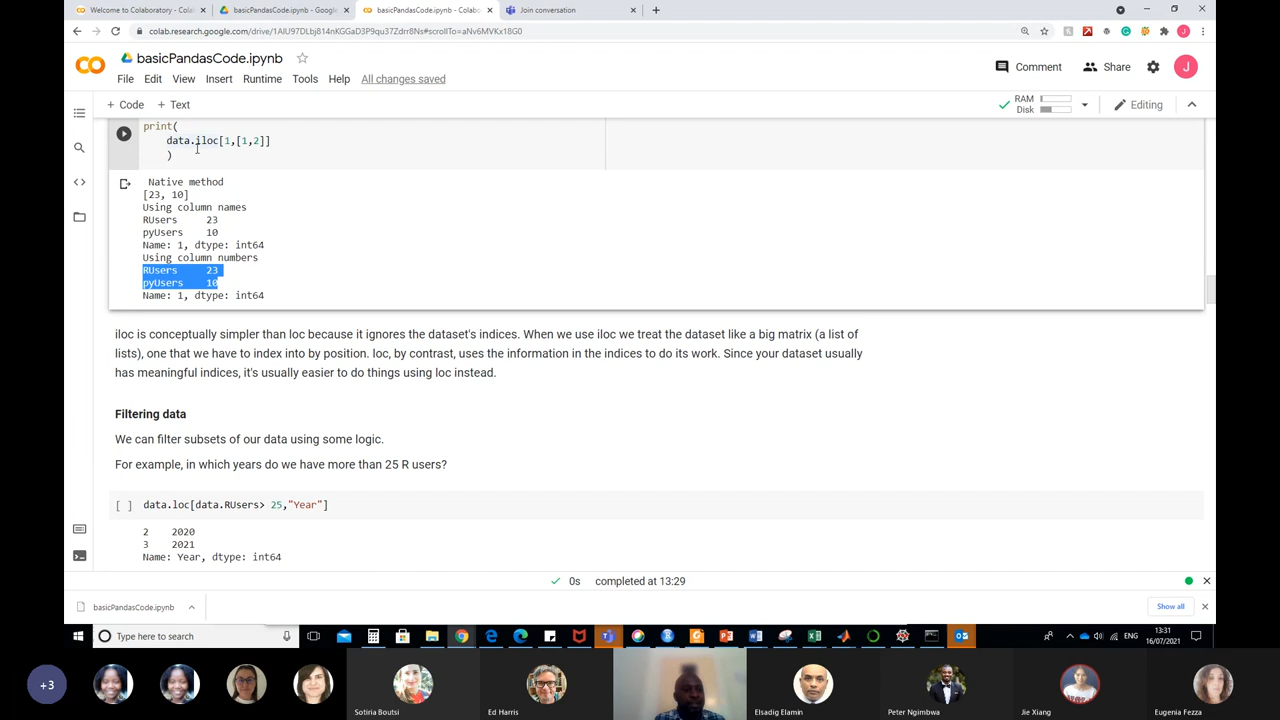 Welcome to Colaboratory - Colab
basicPandasCode.ipynb - Google
basicPandasCode.ipynb - Colabo
Join conversation
colab.research.google.com/drive/1AlU97DLbj814nKGGaD3P9qu37Zdrr8Ns#scrollTo=aNv6MVKx18G0
CO
basicPandasCode.ipynb
Comment
Share
J
File Edit View Insert Runtime Tools Help All changes saved
+ Code + Text
RAM
Disk
Editing
print(
data.iloc[1,[1,2]]
)
Native method
[23, 10]
Using column names
RUsers 23
pyUsers 10
Name: 1, dtype: int64
Using column numbers
RUsers 23
pyUsers 10
Name: 1, dtype: int64
iloc is conceptually simpler than loc because it ignores the dataset's indices. When we use iloc we treat the dataset like a big matrix (a list of
lists), one that we have to index into by position. loc, by contrast, uses the information in the indices to do its work. Since your dataset usually
has meaningful indices, it's usually easier to do things using loc instead.
Filtering data
We can filter subsets of our data using some logic.
For example, in which years do we have more than 25 R users?
[ ] data.loc[data.RUsers> 25,"Year"]
2 2020
3 2021
Name: Year, dtype: int64
0s completed at 13:29
basicPandasCode.ipynb
Show all
Type here to search
ENG
13:31
16/07/2021
+3
Sotiria Boutsi
Ed Harris
Elsadig Elamin
Peter Ngimbwa
Jie Xiang
Eugenia Fezza